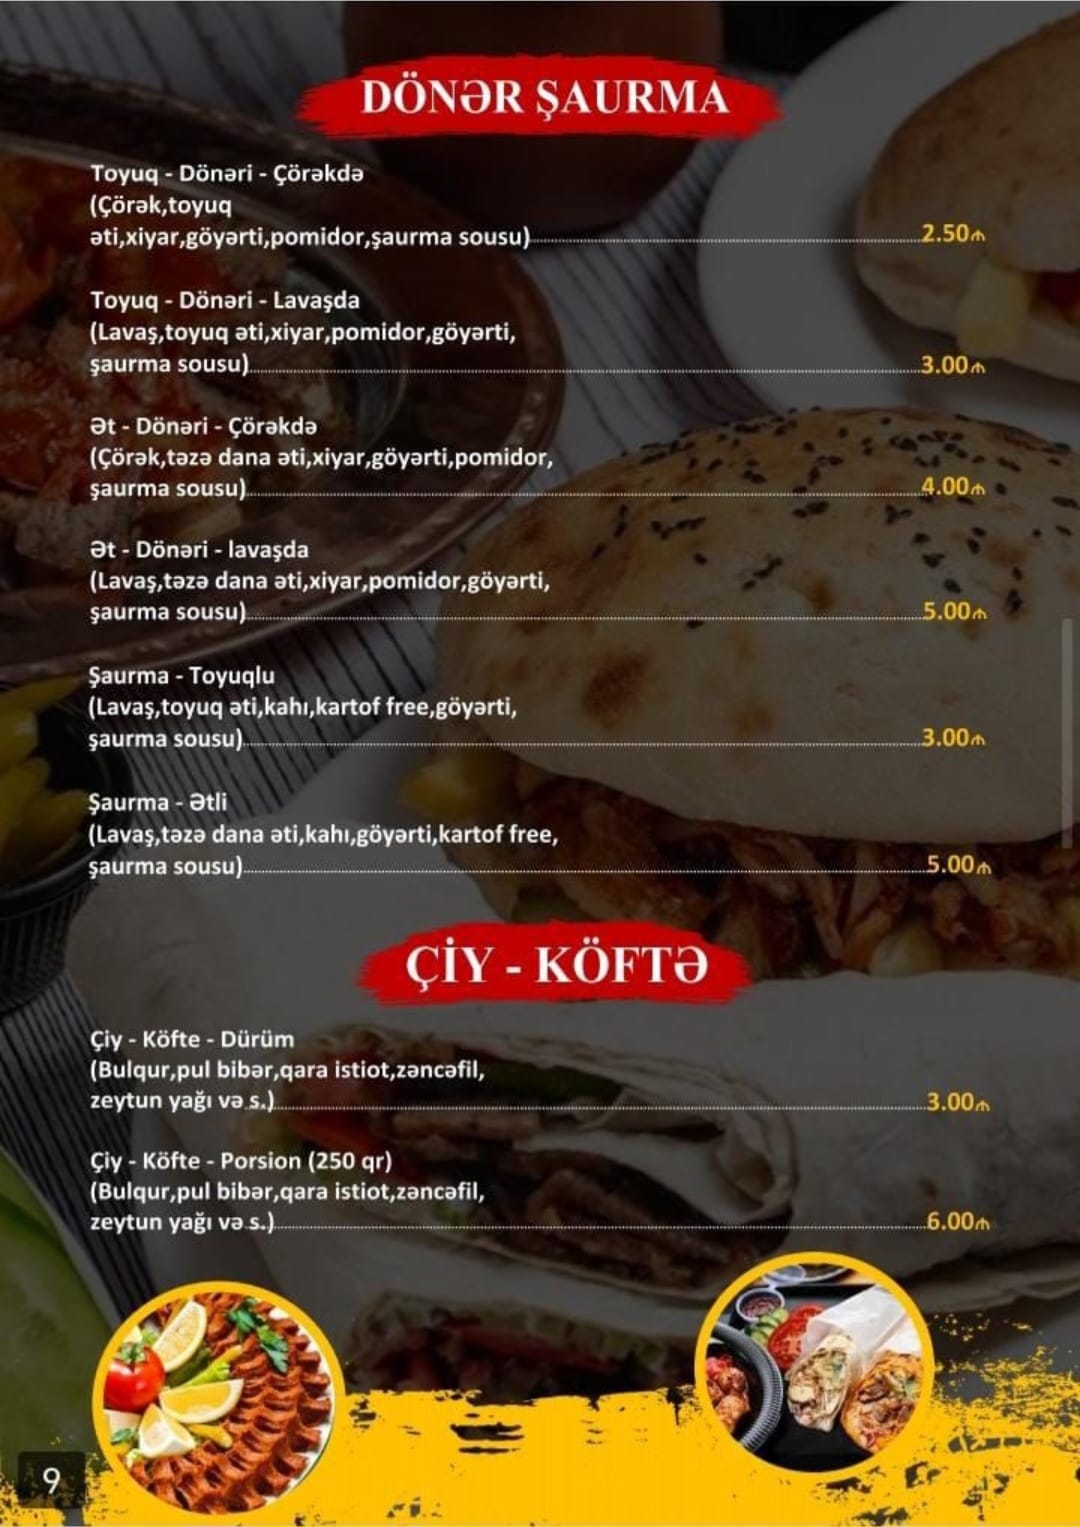 DÖNƏR ŞAURMA
Toyuq - Dönəri - Çörəkdə
(Çörək,toyuq
əti,xiyar,göyərti,pomidor,şaurma sousu) 2.50₼
Toyuq - Dönəri - Lavaşda
(Lavaş,toyuq əti,xiyar,pomidor,göyərti,
şaurma sousu) 3.00₼
Ət - Dönəri - Çörəkdə
(Çörək,təzə dana əti,xiyar,göyərti,pomidor,
şaurma sousu) 4.00₼
Ət - Dönəri - lavaşda
(Lavaş,təzə dana əti,xiyar,pomidor,göyərti,
şaurma sousu) 5.00₼
Şaurma - Toyuqlu
(Lavaş,toyuq əti,kahı,kartof free,göyərti,
şaurma sousu) 3.00₼
Şaurma - Ətli
(Lavaş,təzə dana əti,kahı,göyərti,kartof free,
şaurma sousu) 5.00₼
ÇİY - KÖFTƏ
Çiy - Köfte - Dürüm
(Bulqur,pul bibər,qara istiot,zəncəfil,
zeytun yağı və s.) 3.00₼
Çiy - Köfte - Porsion (250 qr)
(Bulqur,pul bibər,qara istiot,zəncəfil,
zeytun yağı və s.) 6.00₼
9